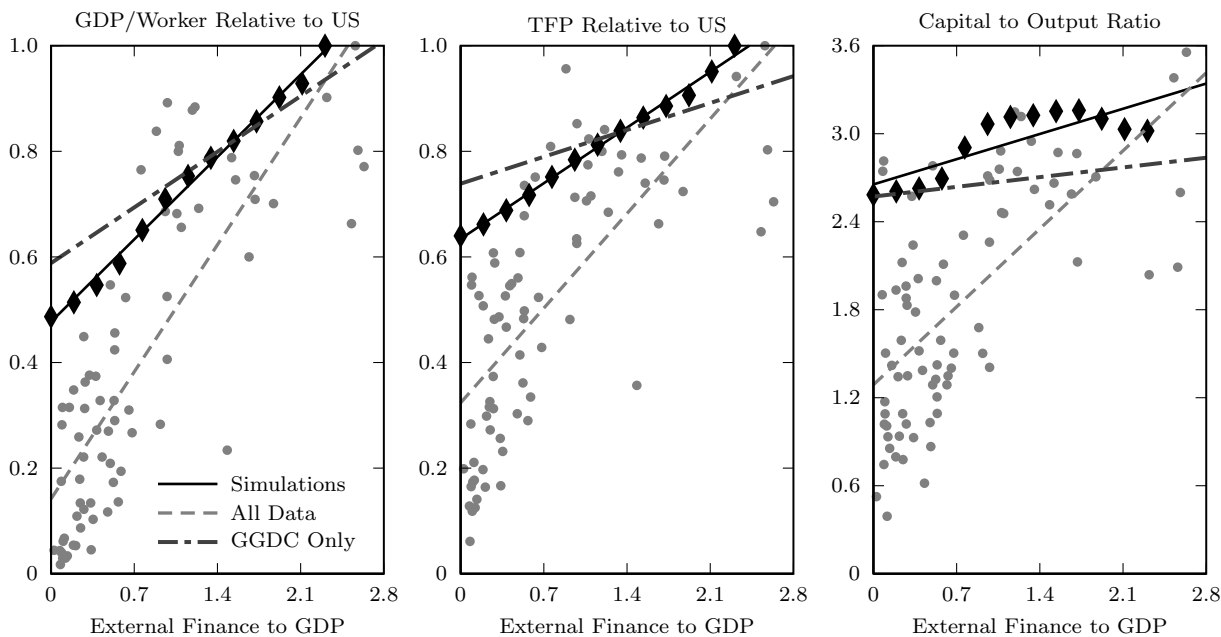 GDP/Worker Relative to US
1.0
0.8
0.6
0.4
0.2
0
Simulations
All Data
GGDC Only
0 0.7 1.4 2.1 2.8
External Finance to GDP
TFP Relative to US
1.0
0.8
0.6
0.4
0.2
0
0 0.7 1.4 2.1 2.8
External Finance to GDP
Capital to Output Ratio
3.6
3.0
2.4
1.8
1.2
0.6
0
0 0.7 1.4 2.1 2.8
External Finance to GDP